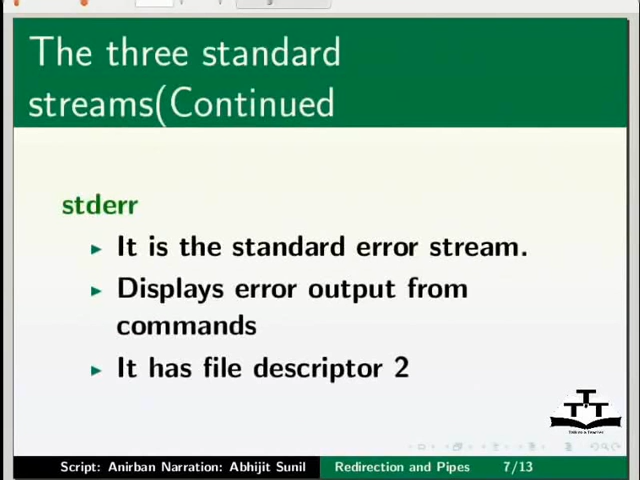 The three standard
streams(Continued
stderr
It is the standard error stream.
Displays error output from
commands
It has file descriptor 2
Script: Anirban Narration: Abhijit Sunil Redirection and Pipes 7/13